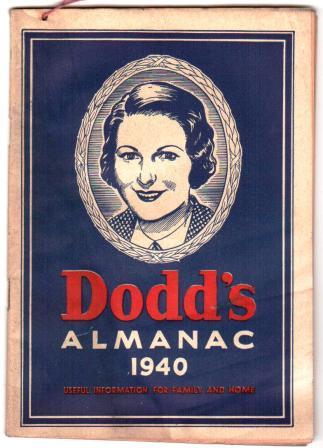 Dodd's
ALMANAC
1940
USEFUL INFORMATION FOR FAMILY AND HOME